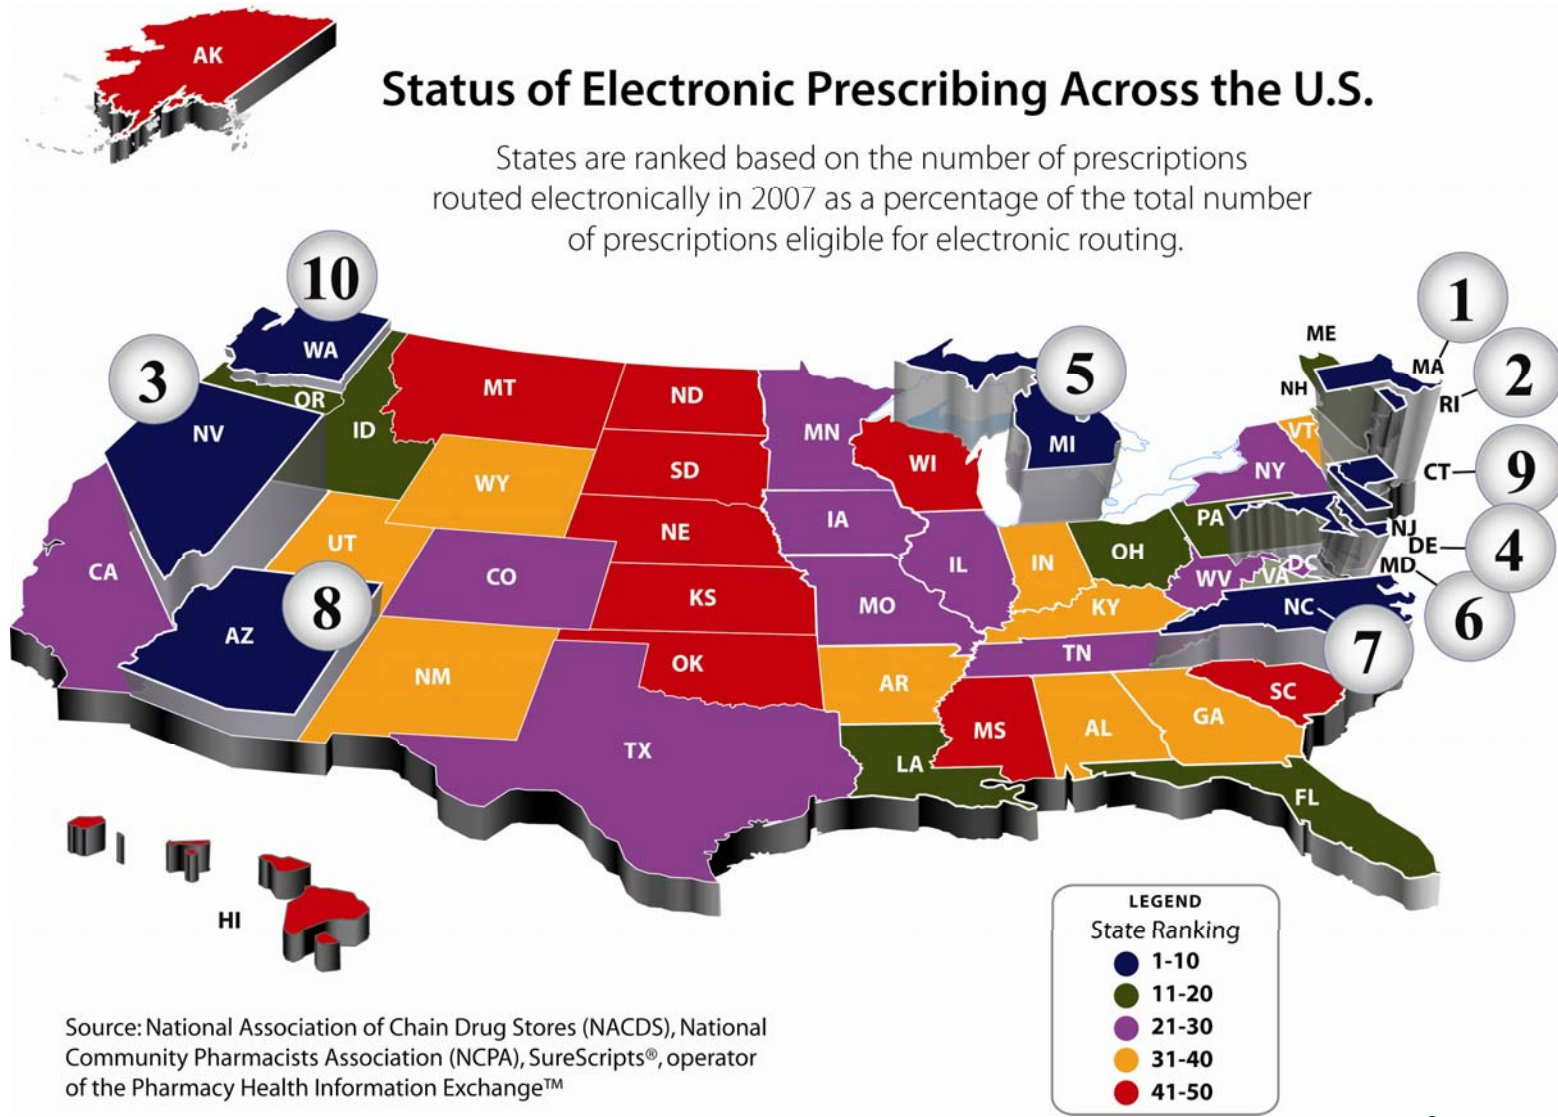 AK
Status of Electronic Prescribing Across the U.S.
States are ranked based on the number of prescriptions
routed electronically in 2007 as a percentage of the total number
of prescriptions eligible for electronic routing.
10
1
WA
ME
MA
3
5
2
OR
MT
ND
NH
RI
NV
ID
MN
MI
VT
WI
SD
NY
CT
9
WY
IA
PA
NE
NJ
UT
OH
DE
4
CA
CO
IL
IN
WV
VA
DC
MD
8
KS
MO
KY
NC
6
AZ
7
OK
TN
NM
AR
SC
TX
MS
AL
GA
LA
FL
HI
LEGEND
State Ranking
1-10
11-20
21-30
31-40
41-50
Source: National Association of Chain Drug Stores (NACDS), National
Community Pharmacists Association (NCPA), SureScripts®, operator
of the Pharmacy Health Information Exchange™